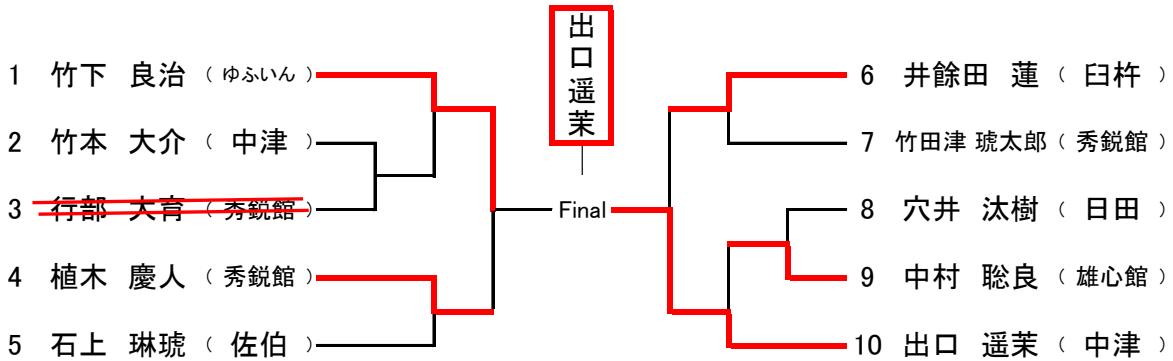 出口遥茉
1 竹下 良治 ( ゆふいん )
2 竹本 大介 ( 中津 )
3 行部 大育 ( 秀鋭館 )
4 植木 慶人 ( 秀鋭館 )
5 石上 琳琥 ( 佐伯 )
Final
6 井餘田 蓮 ( 臼杵 )
7 竹田津 琥太郎 ( 秀鋭館 )
8 穴井 汰樹 ( 日田 )
9 中村 聡良 ( 雄心館 )
10 出口 遥茉 ( 中津 )